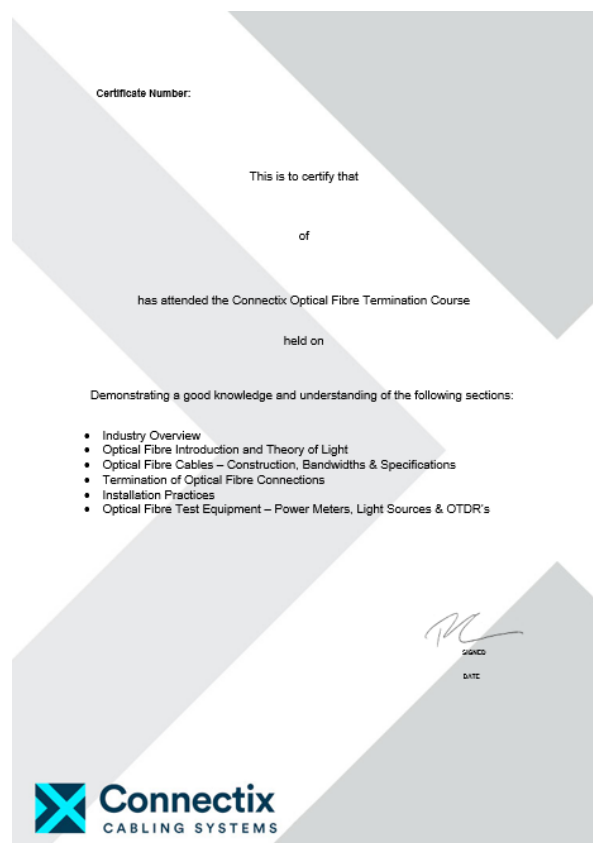 Certificate Number:
This is to certify that
of
has attended the Connectix Optical Fibre Termination Course
held on
Demonstrating a good knowledge and understanding of the following sections:
• Industry Overview
• Optical Fibre Introduction and Theory of Light
• Optical Fibre Cables – Construction, Bandwidths & Specifications
• Termination of Optical Fibre Connections
• Installation Practices
• Optical Fibre Test Equipment – Power Meters, Light Sources & OTDR's
SIGNED
DATE
Connectix
CABLING SYSTEMS